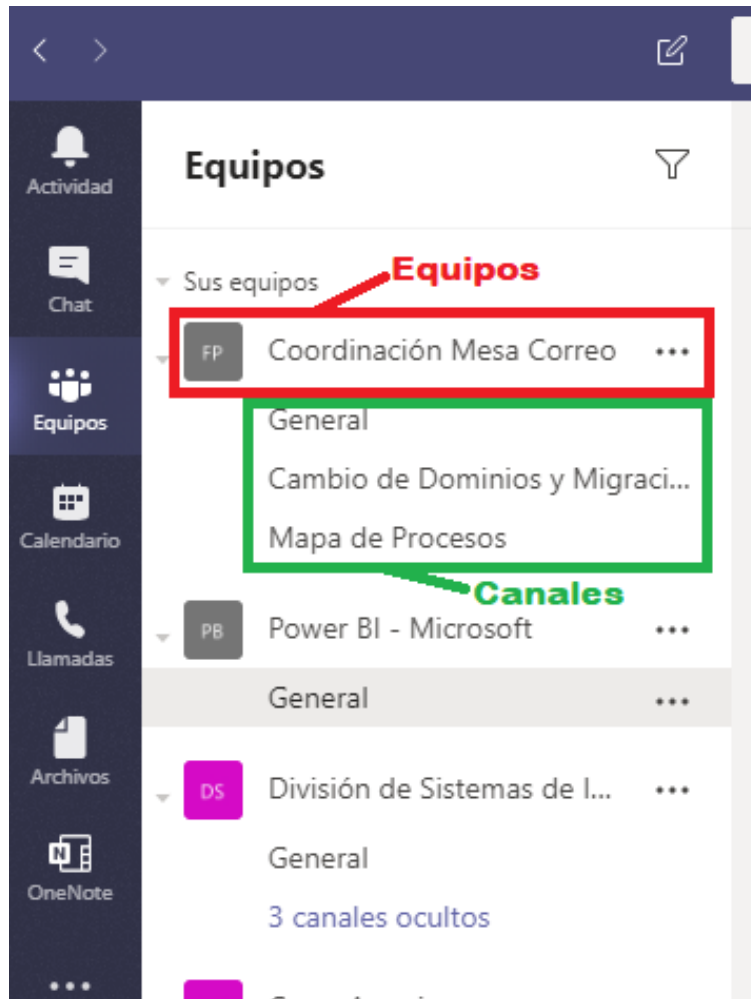 Equipos
Actividad
Sus equipos
Equipos
Chat
FP Coordinación Mesa Correo
General
Equipos
Cambio de Dominios y Migraci...
Calendario
Mapa de Procesos
Canales
PB Power BI - Microsoft
Llamadas
General
Archivos
DS División de Sistemas de I...
General
OneNote
3 canales ocultos